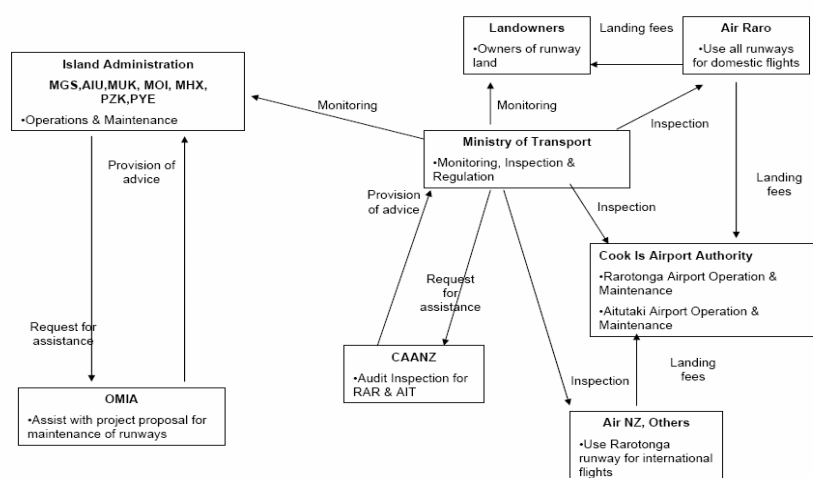 Island Administration
MGS,AIU,MUK, MOI, MHX,
PZK,PYE
•Operations & Maintenance
Landowners
•Owners of runway
land
Landing fees
Air Raro
•Use all runways
for domestic flights
Monitoring
Monitoring
Inspection
Ministry of Transport
•Monitoring, Inspection &
Regulation
Provision of
advice
Provision
of advice
Landing
fees
Inspection
Cook Is Airport Authority
•Rarotonga Airport Operation &
Maintenance
•Aitutaki Airport Operation &
Maintenance
Request
for
assistance
Request for
assistance
CAANZ
•Audit Inspection for
RAR & AIT
Landing
fees
Inspection
OMIA
•Assist with project proposal for
maintenance of runways
Air NZ, Others
•Use Rarotonga
runway for international
flights